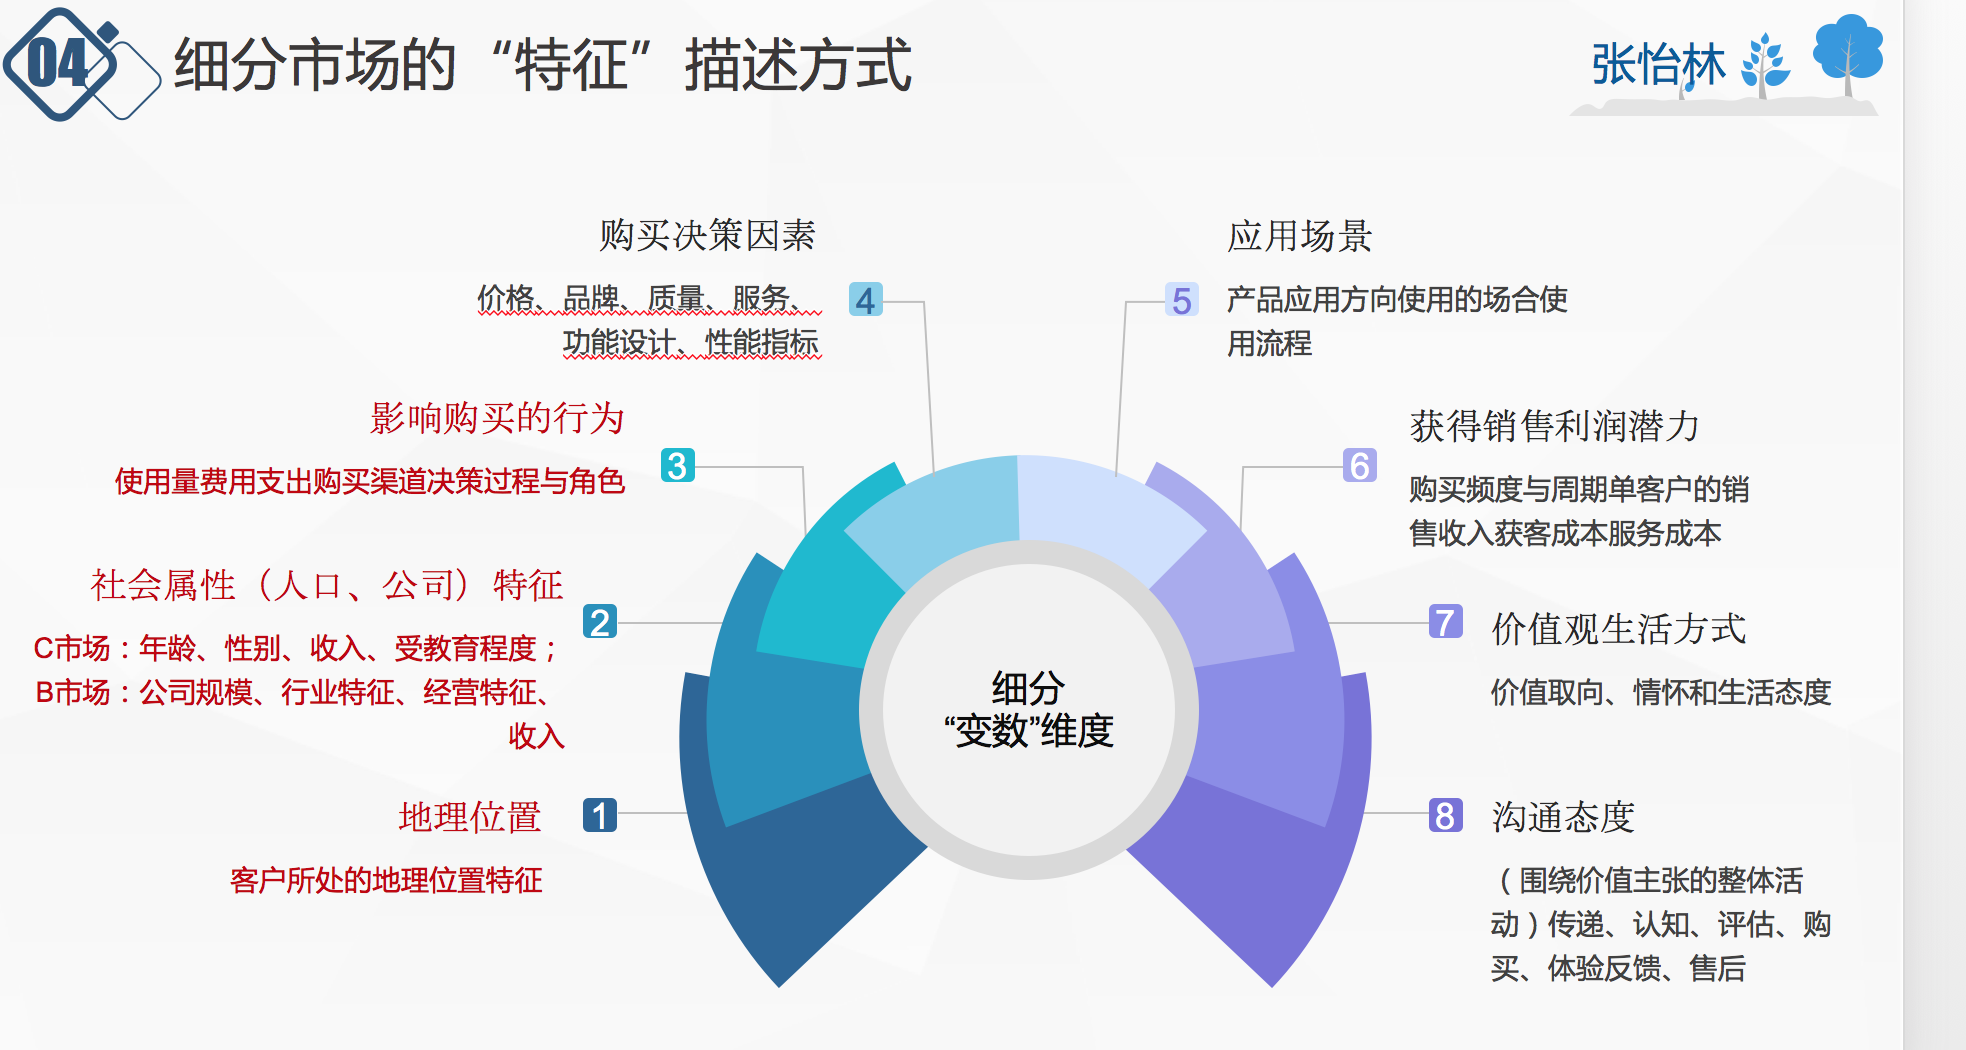 04
细分市场的“特征”描述方式
张怡林
购买决策因素
价格、品牌、质量、服务、
功能设计、性能指标
4
影响购买的行为
使用量费用支出购买渠道决策过程与角色
3
社会属性（人口、公司）特征
C市场：年龄、性别、收入、受教育程度；
B市场：公司规模、行业特征、经营特征、
收入
2
地理位置
客户所处的地理位置特征
1
细分
“变数”维度
5
应用场景
产品应用方向使用的场合使
用流程
6
获得销售利润潜力
购买频度与周期单客户的销
售收入获客成本服务成本
7
价值观生活方式
价值取向、情怀和生活态度
8
沟通态度
（围绕价值主张的整体活
动）传递、认知、评估、购
买、体验反馈、售后